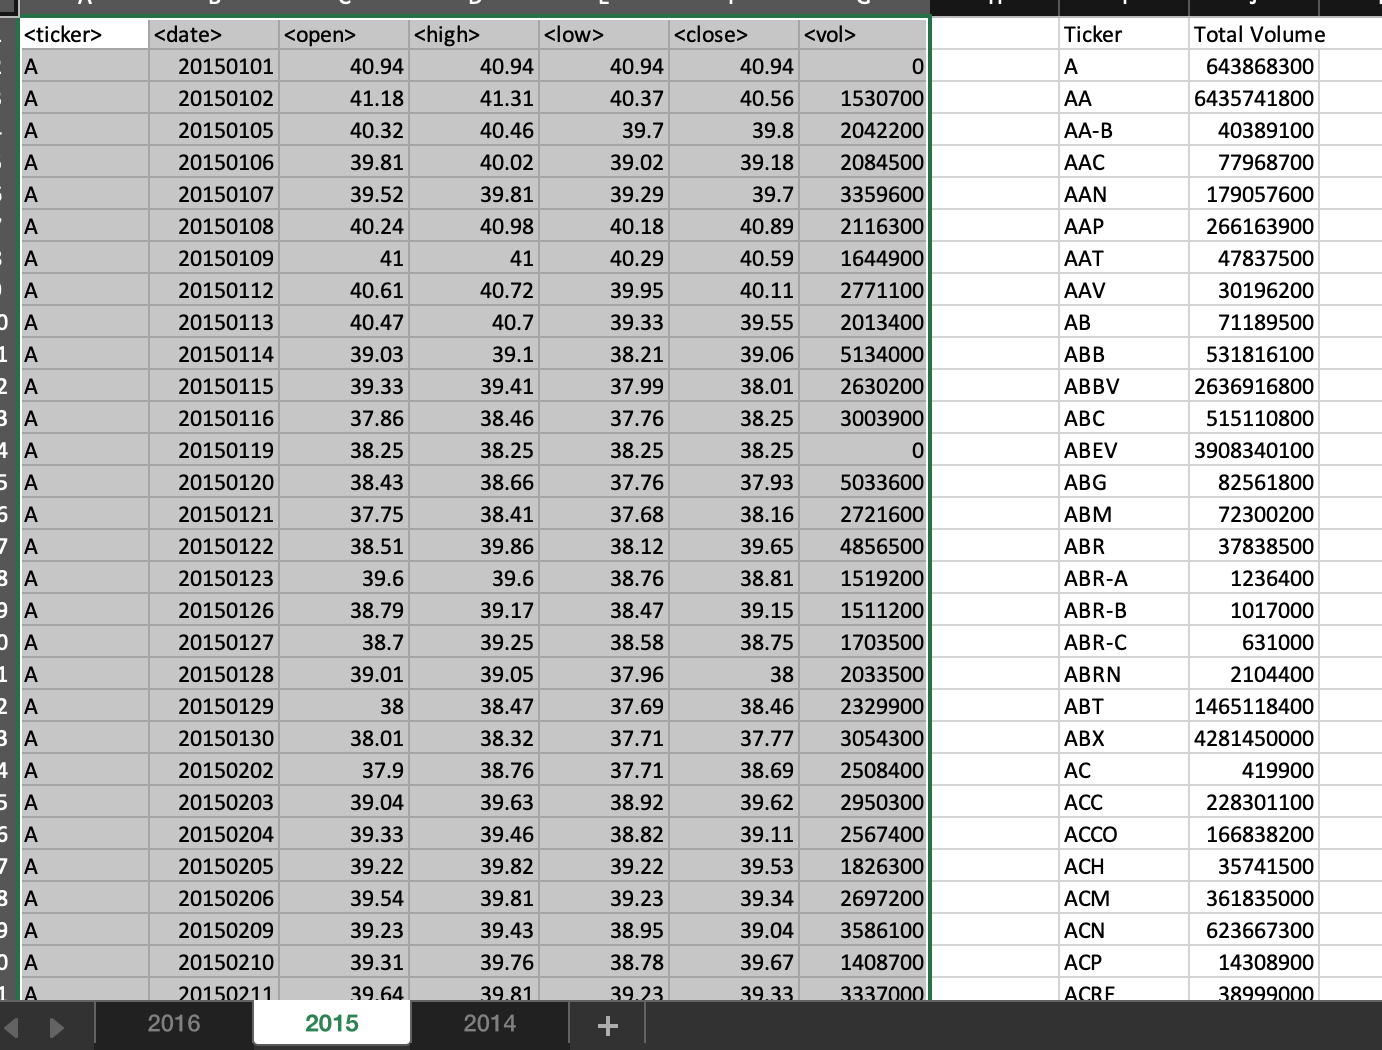 <ticker> <date> <open> <high> <low> <close> <vol> Ticker Total Volume
A 20150101 40.94 40.94 40.94 40.94 0 A 643868300
A 20150102 41.18 41.31 40.37 40.56 1530700 AA 6435741800
A 20150105 40.32 40.46 39.7 39.8 2042200 AA-B 40389100
A 20150106 39.81 40.02 39.02 39.18 2084500 AAC 77968700
A 20150107 39.52 39.81 39.29 39.7 3359600 AAN 179057600
A 20150108 40.24 40.98 40.18 40.89 2116300 AAP 266163900
A 20150109 41 41 40.29 40.59 1644900 AAT 47837500
A 20150112 40.61 40.72 39.95 40.11 2771100 AAV 30196200
A 20150113 40.47 40.7 39.33 39.55 2013400 AB 71189500
A 20150114 39.03 39.1 38.21 39.06 5134000 ABB 531816100
A 20150115 39.33 39.41 37.99 38.01 2630200 ABBV 2636916800
A 20150116 37.86 38.46 37.76 38.25 3003900 ABC 515110800
A 20150119 38.25 38.25 38.25 38.25 0 ABEV 3908340100
A 20150120 38.43 38.66 37.76 37.93 5033600 ABG 82561800
A 20150121 37.75 38.41 37.68 38.16 2721600 ABM 72300200
A 20150122 38.51 39.86 38.12 39.65 4856500 ABR 37838500
A 20150123 39.6 39.6 38.76 38.81 1519200 ABR-A 1236400
A 20150126 38.79 39.17 38.47 39.15 1511200 ABR-B 1017000
A 20150127 38.7 39.25 38.58 38.75 1703500 ABR-C 631000
A 20150128 39.01 39.05 37.96 38 2033500 ABRN 2104400
A 20150129 38 38.47 37.69 38.46 2329900 ABT 1465118400
A 20150130 38.01 38.32 37.71 37.77 3054300 ABX 4281450000
A 20150202 37.9 38.76 37.71 38.69 2508400 AC 419900
A 20150203 39.04 39.63 38.92 39.62 2950300 ACC 228301100
A 20150204 39.33 39.46 38.82 39.11 2567400 ACCO 166838200
A 20150205 39.22 39.82 39.22 39.53 1826300 ACH 35741500
A 20150206 39.54 39.81 39.23 39.34 2697200 ACM 361835000
A 20150209 39.23 39.43 38.95 39.04 3586100 ACN 623667300
A 20150210 39.31 39.76 38.78 39.67 1408700 ACP 14308900
A 20150211 39.64 39.81 39.23 39.33 3337000 ACRE 38999000
2016 2015 2014 +